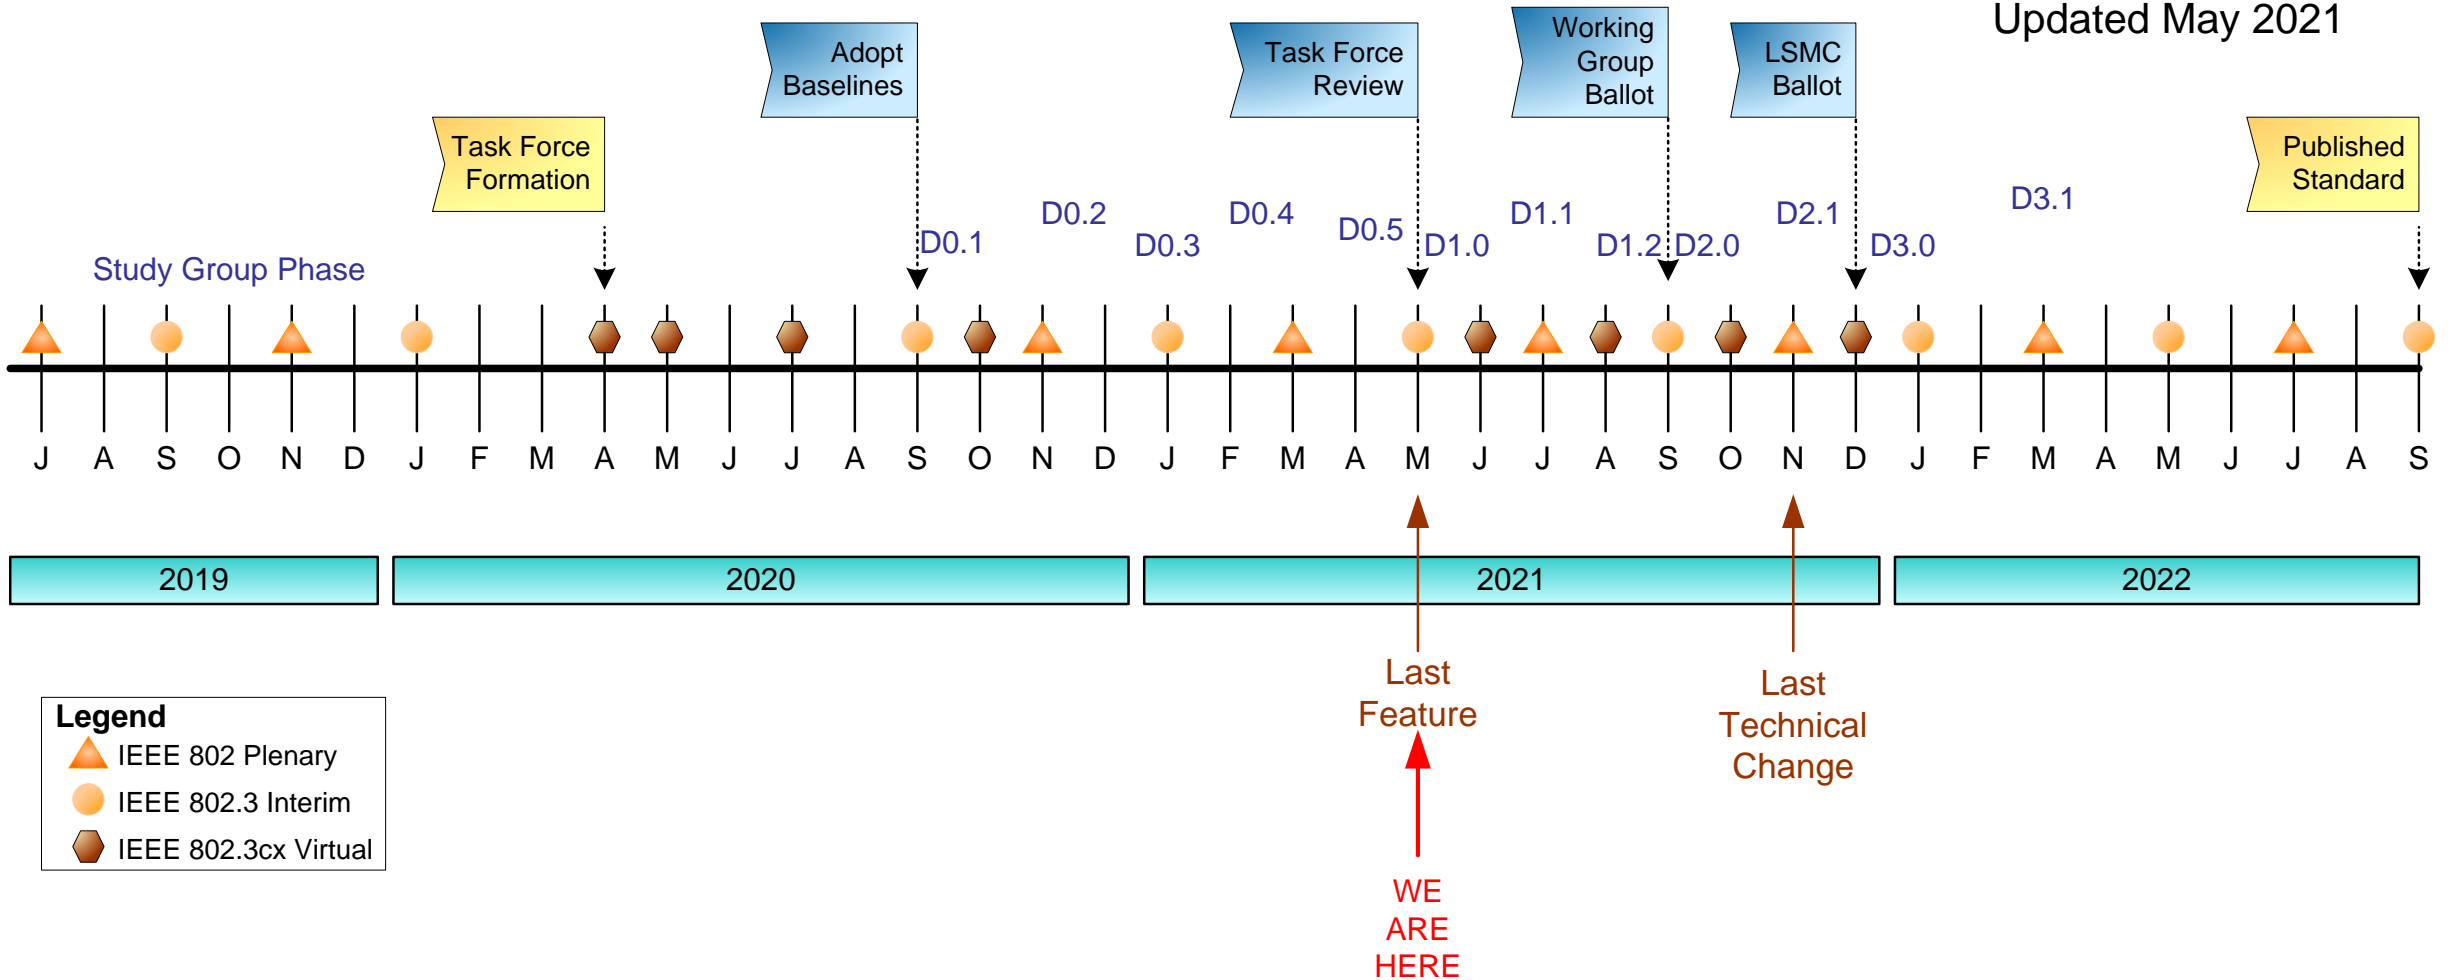 Updated May 2021
Adopt
Baselines
Task Force
Review
Working
Group
Ballot
LSMC
Ballot
Task Force
Formation
Published
Standard
Study Group Phase
D0.1
D0.2
D0.3
D0.4
D0.5
D1.0
D1.1
D1.2
D2.0
D2.1
D3.0
D3.1
J A S O N D J F M A M J J A S O N D J F M A M J J A S O N D J F M A M J J A S
2019 2020 2021 2022
Last
Feature
Last
Technical
Change
WE
ARE
HERE
Legend
IEEE 802 Plenary
IEEE 802.3 Interim
IEEE 802.3cx Virtual